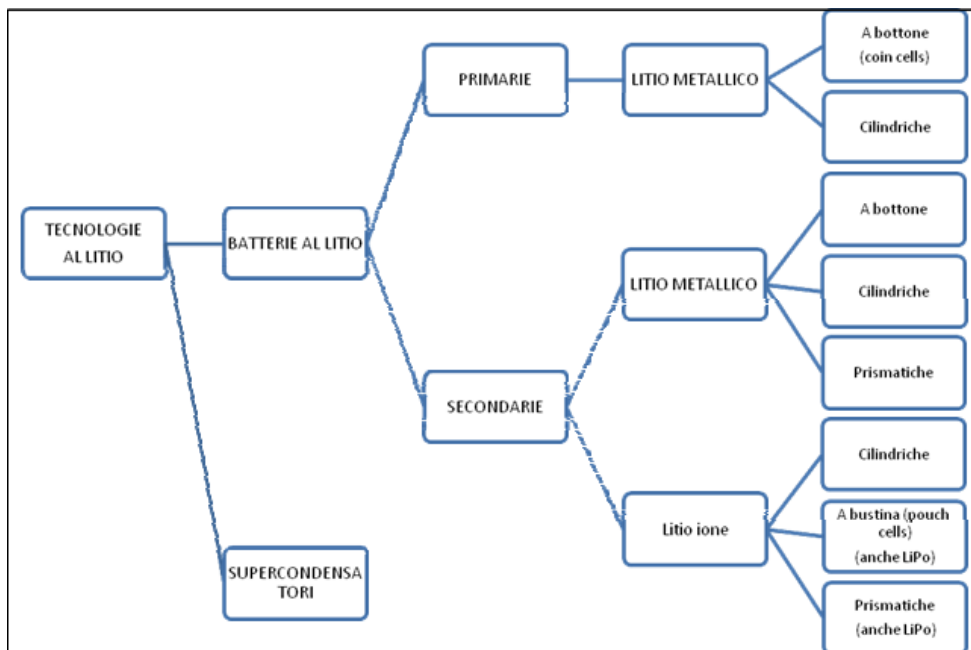 A bottone
(coin cells)
PRIMARIE
LITIO METALLICO
Cilindriche
A bottone
TECNOLOGIE
AL LITIO
BATTERIE AL LITIO
LITIO METALLICO
Cilindriche
Prismatiche
SECONDARIE
Cilindriche
Litio ione
A bustina (pouch
cells)
(anche LiPo)
SUPERCONDENSA
TORI
Prismatiche
(anche LiPo)